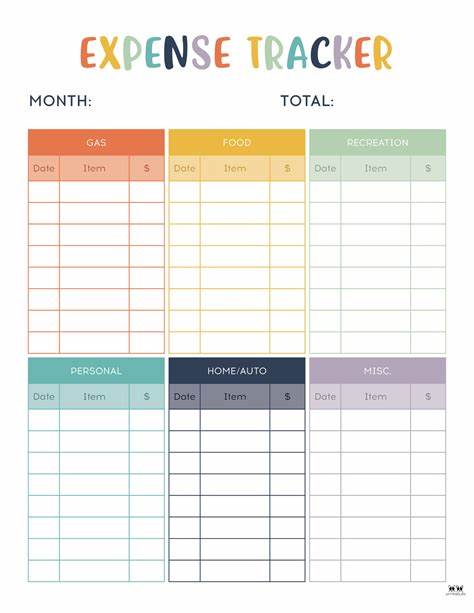 EXPENSE TRACKER
MONTH: TOTAL:
GAS FOOD RECREATION
Date Item $ Date Item $ Date Item $
PERSONAL HOME/AUTO MISC.
Date Item $ Date Item $ Date Item $